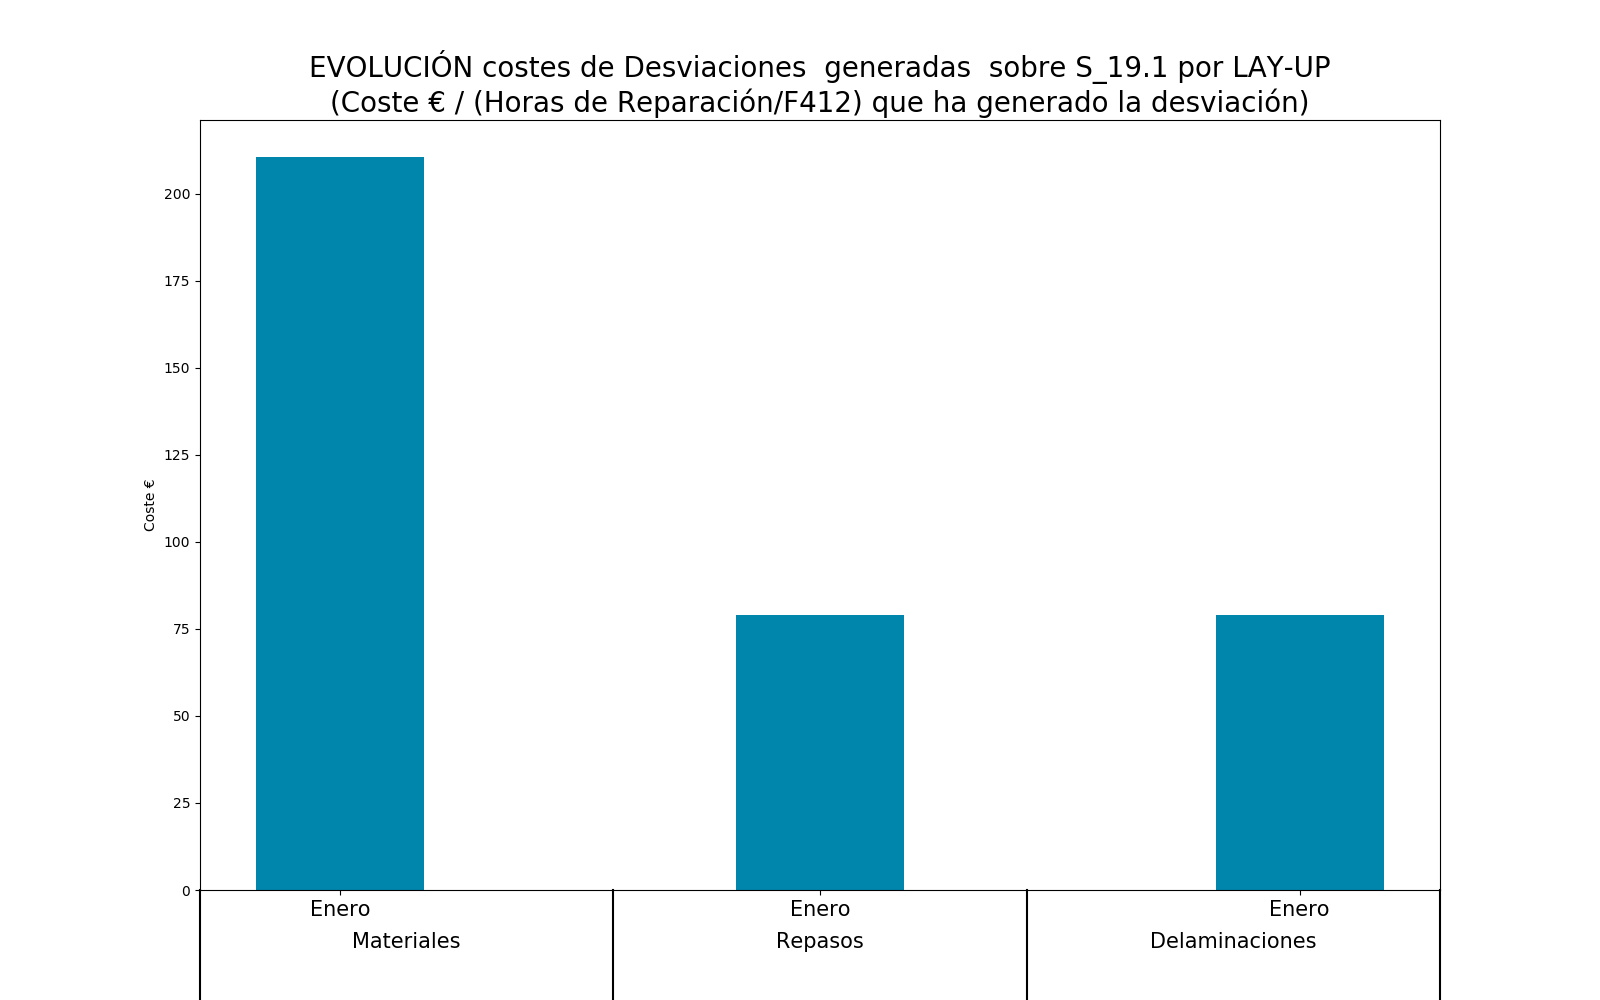 EVOLUCIÓN costes de Desviaciones  generadas  sobre S_19.1 por LAY-UP
(Coste € / (Horas de Reparación/F412) que ha generado la desviación)
200
175
150
125
100
75
50
25
0
Coste €
Enero Enero Enero
Materiales Repasos Delaminaciones